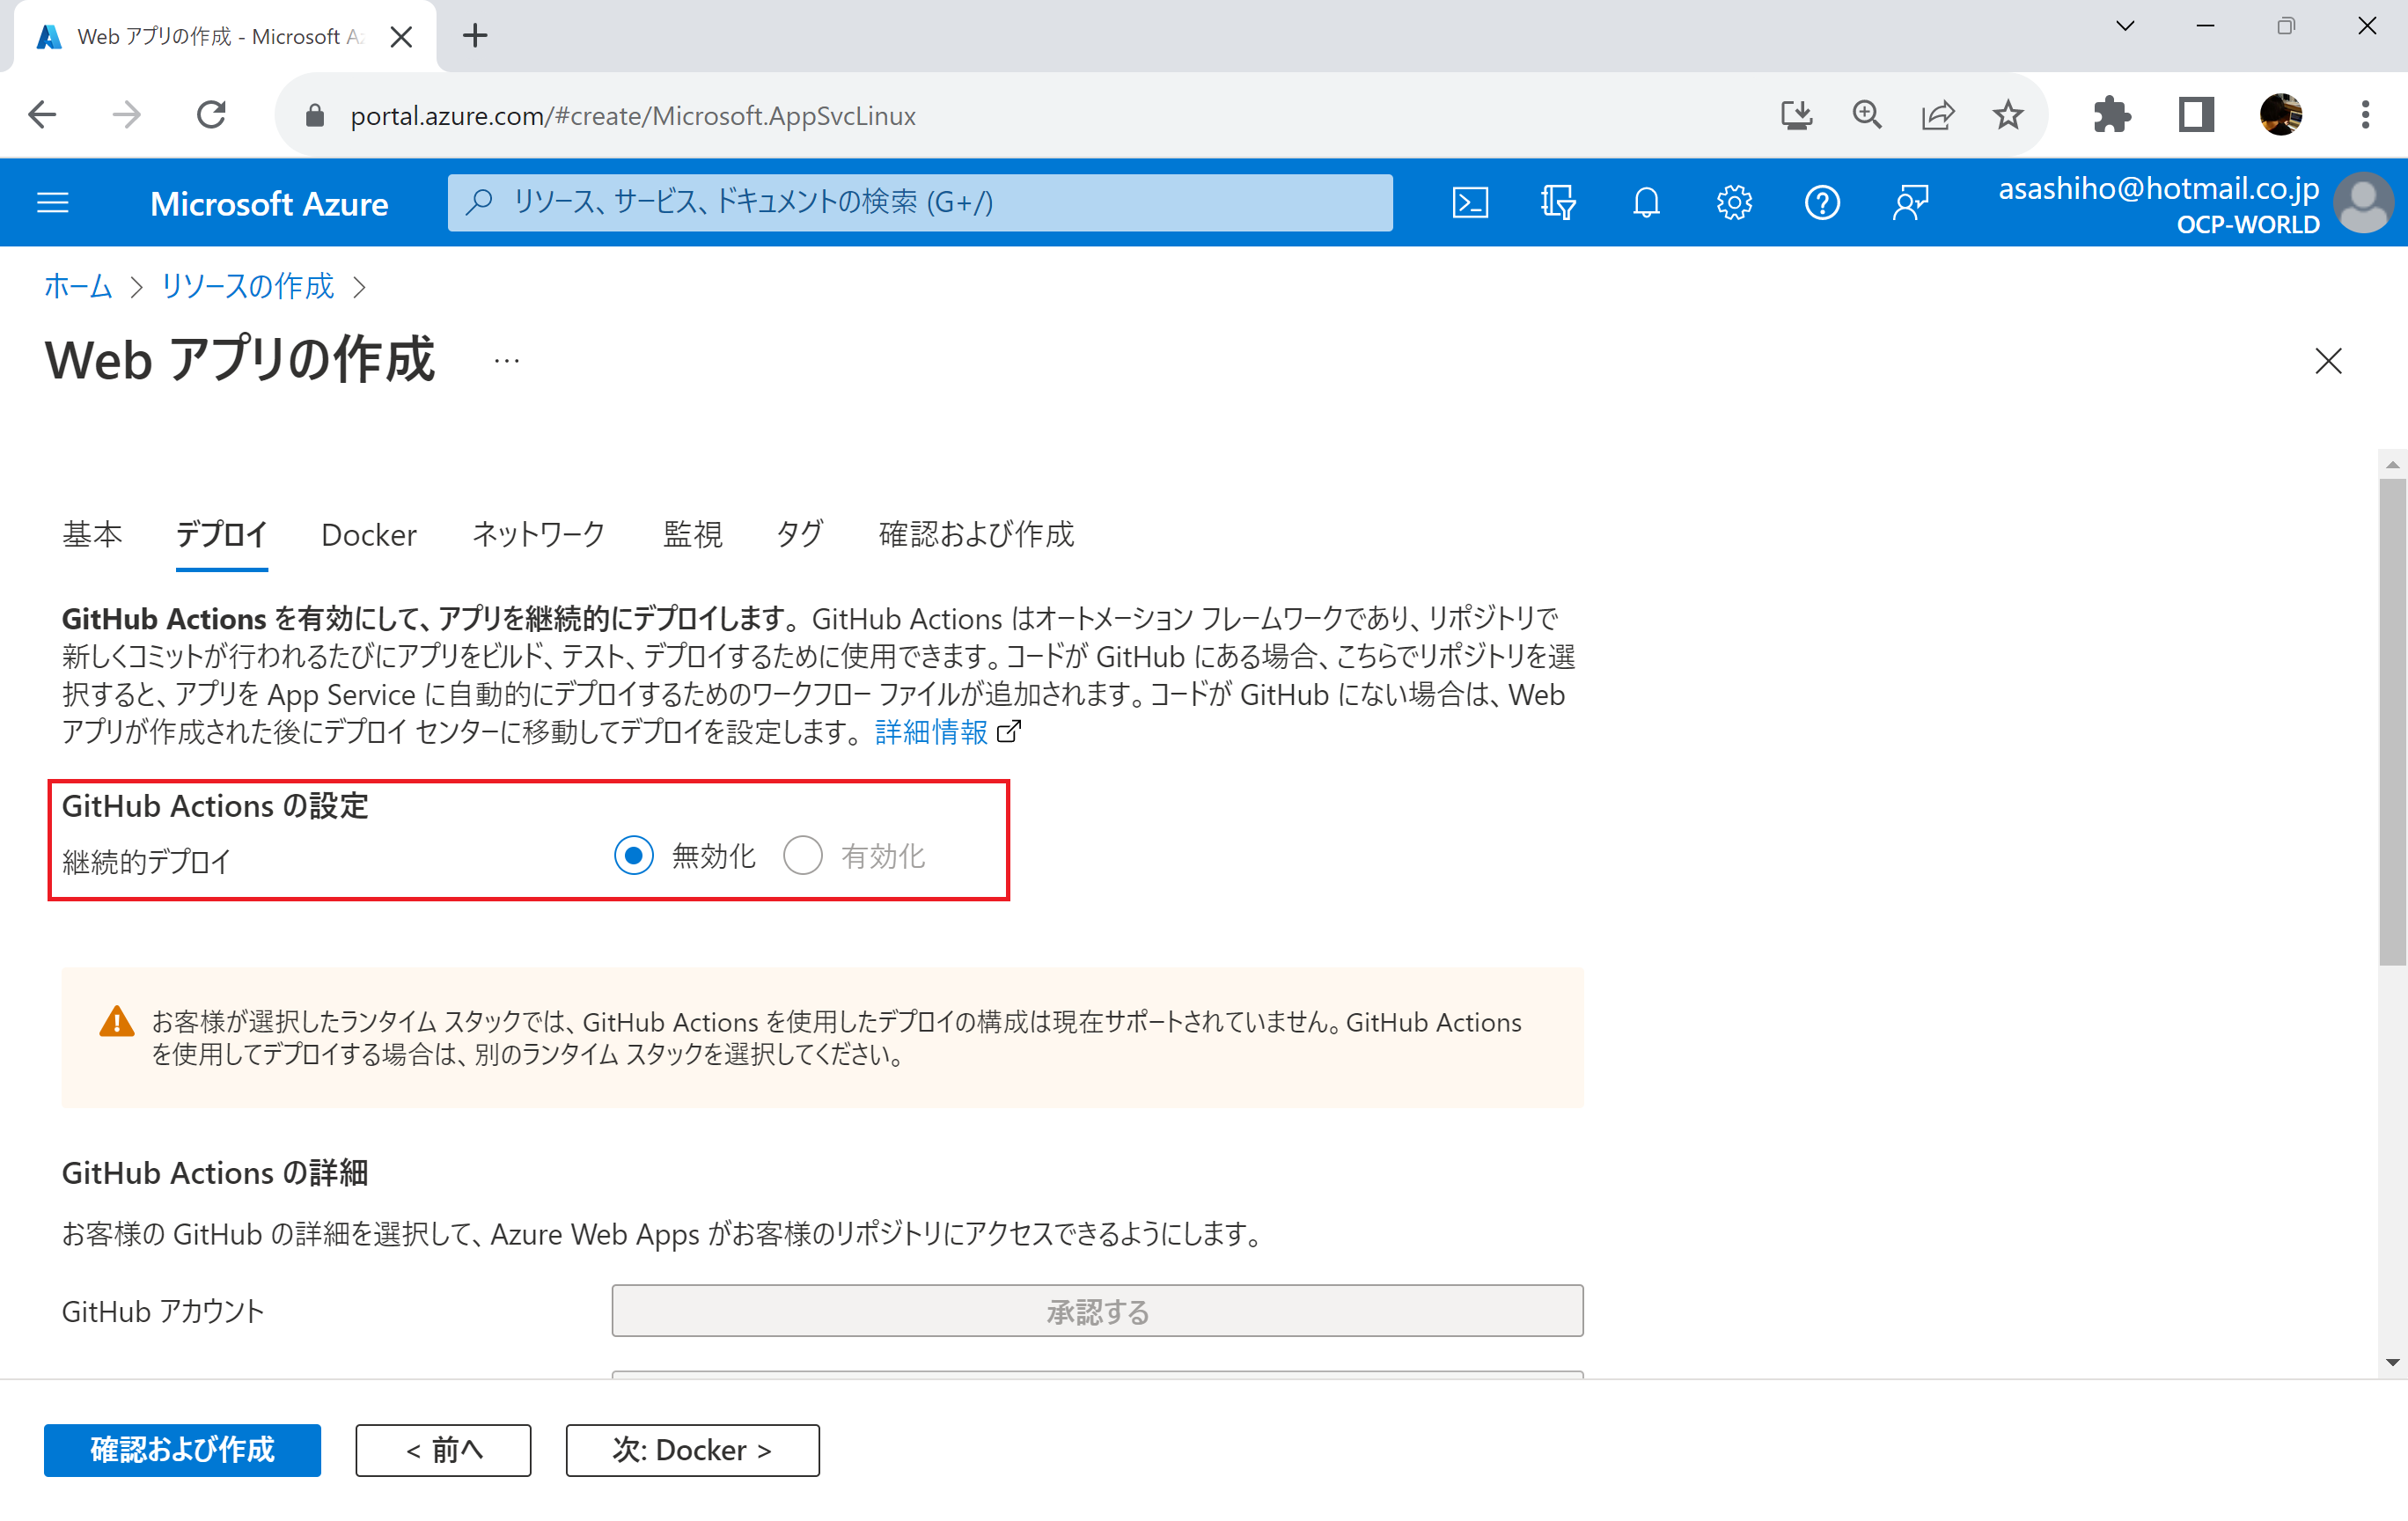 Web アプリの作成 - Microsoft Az
portal.azure.com/#create/Microsoft.AppSvcLinux
Microsoft Azure
リソース、サービス、ドキュメントの検索 (G+/)
asashiho@hotmail.co.jp
OCP-WORLD
ホーム > リソースの作成 >
Web アプリの作成 ...
基本 デプロイ Docker ネットワーク 監視 タグ 確認および作成
GitHub Actions を有効にして、アプリを継続的にデプロイします。GitHub Actions はオートメーション フレームワークであり、リポジトリで
新しくコミットが行われるたびにアプリをビルド、テスト、デプロイするために使用できます。コードが GitHub にある場合、こちらでリポジトリを選
択すると、アプリを App Service に自動的にデプロイするためのワークフロー ファイルが追加されます。コードが GitHub にない場合は、Web
アプリが作成された後にデプロイ センターに移動してデプロイを設定します。 詳細情報
GitHub Actions の設定
継続的デプロイ 無効化 有効化
お客様が選択したランタイム スタックでは、GitHub Actions を使用したデプロイの構成は現在サポートされていません。GitHub Actions
を使用してデプロイする場合は、別のランタイム スタックを選択してください。
GitHub Actions の詳細
お客様の GitHub の詳細を選択して、Azure Web Apps がお客様のリポジトリにアクセスできるようにします。
GitHub アカウント 承認する
確認および作成 < 前へ 次: Docker >